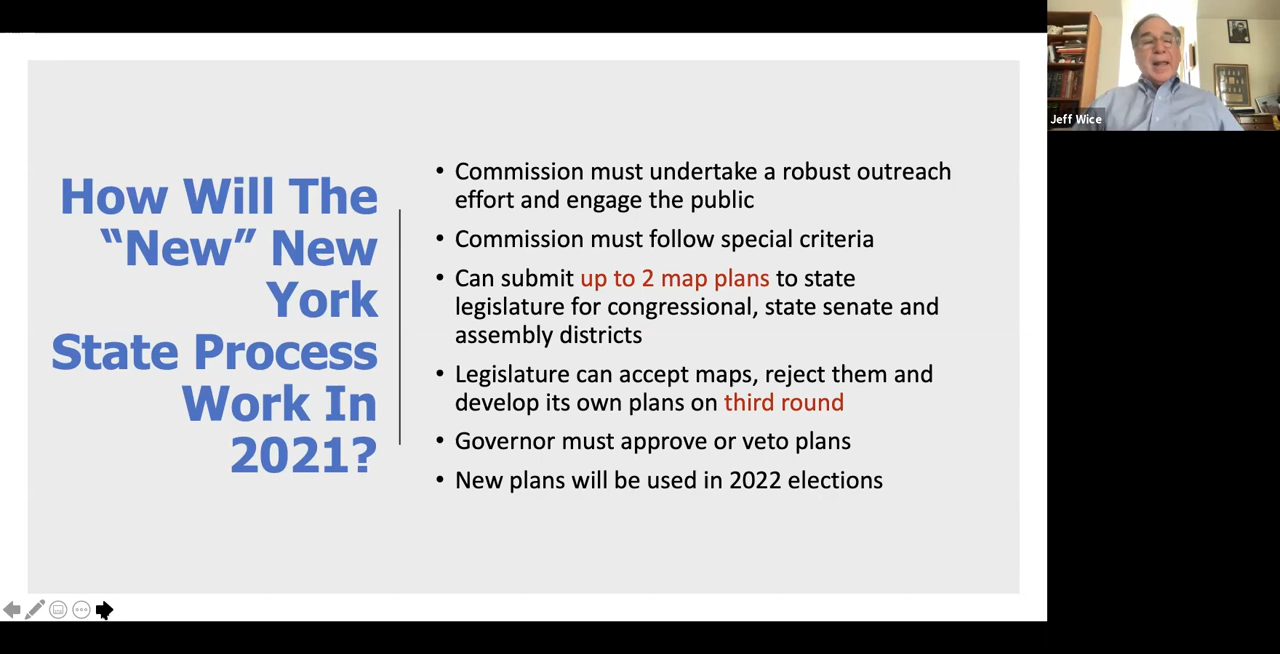 How Will The
“New” New
York
State Process
Work In
2021?
• Commission must undertake a robust outreach
effort and engage the public
• Commission must follow special criteria
• Can submit up to 2 map plans to state
legislature for congressional, state senate and
assembly districts
• Legislature can accept maps, reject them and
develop its own plans on third round
• Governor must approve or veto plans
• New plans will be used in 2022 elections
Jeff Wice